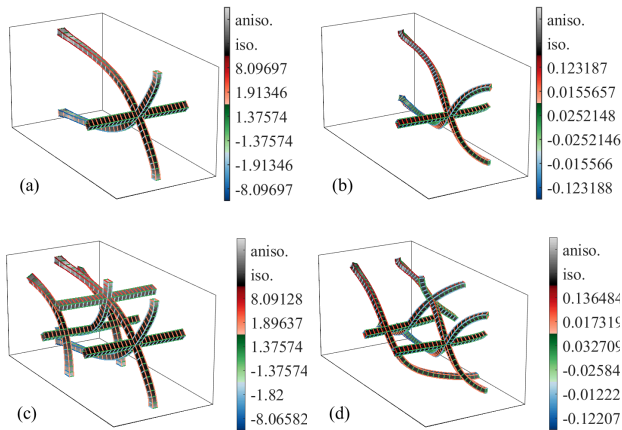 aniso.
iso.
8.09697
1.91346
1.37574
-1.37574
-1.91346
-8.09697
(a)
aniso.
iso.
0.123187
0.0155657
0.0252148
-0.0252146
-0.015566
-0.123188
(b)
aniso.
iso.
8.09128
1.89637
1.37574
-1.37574
-1.82
-8.06582
(c)
aniso.
iso.
0.136484
0.017319
0.032709
-0.02584
-0.01222
-0.12207
(d)